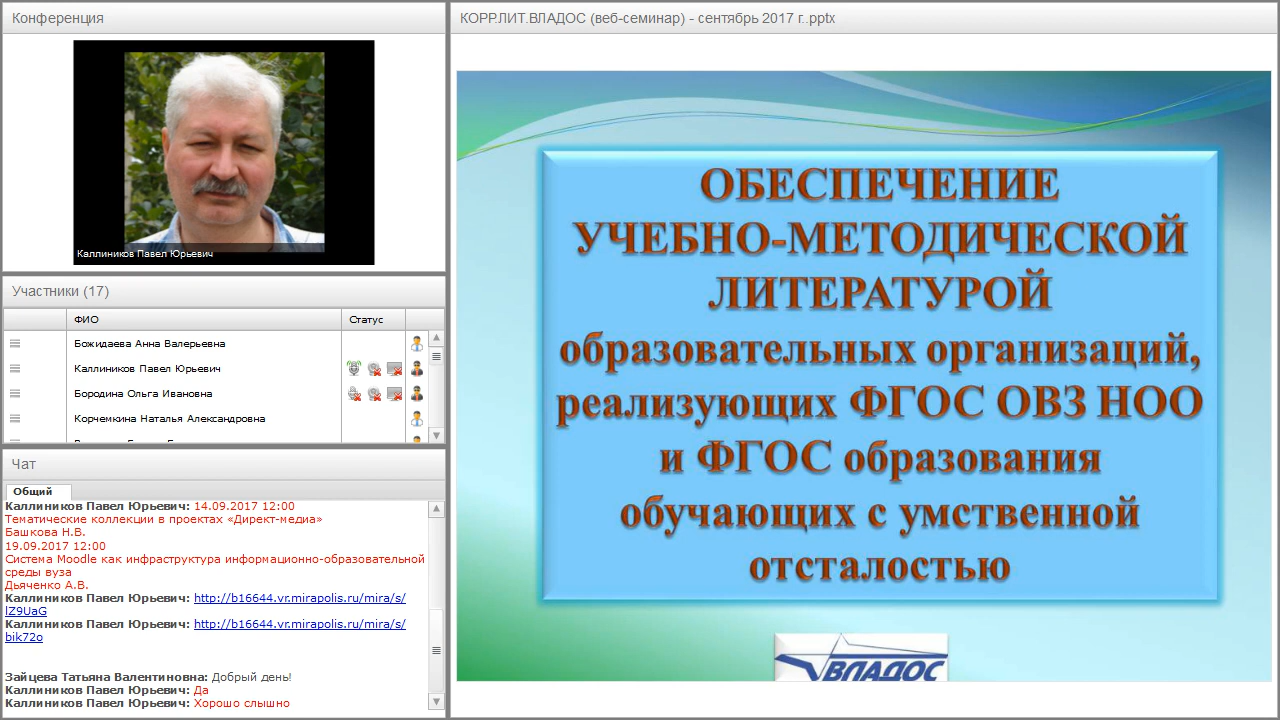 Конференция
Каллиников Павел Юрьевич
Участники (17)
ФИО Статус
Божидаева Анна Валерьевна
Каллиников Павел Юрьевич
Бородина Ольга Ивановна
Корчемкина Наталья Александровна
Чат
Общий
Каллиников Павел Юрьевич: 14.09.2017 12:00
Тематические коллекции в проектах «Директ-медиа»
Башкова Н.В.
19.09.2017 12:00
Система Moodle как инфраструктура информационно-образовательной
среды вуза
Дьяченко А.В.
Каллиников Павел Юрьевич: http://b16644.vr.mirapolis.ru/mira/s/
lZ9UaG
Каллиников Павел Юрьевич: http://b16644.vr.mirapolis.ru/mira/s/
bik72o
Зайцева Татьяна Валентиновна: Добрый день!
Каллиников Павел Юрьевич: Да
Каллиников Павел Юрьевич: Хорошо слышно
КОРР.ЛИТ.ВЛАДОС (веб-семинар) - сентябрь 2017 г..pptx
ОБЕСПЕЧЕНИЕ
УЧЕБНО-МЕТОДИЧЕСКОЙ
ЛИТЕРАТУРОЙ
образовательных организаций,
реализующих ФГОС ОВЗ НОО
и ФГОС образования
обучающих с умственной
отсталостью
ВЛАДОС